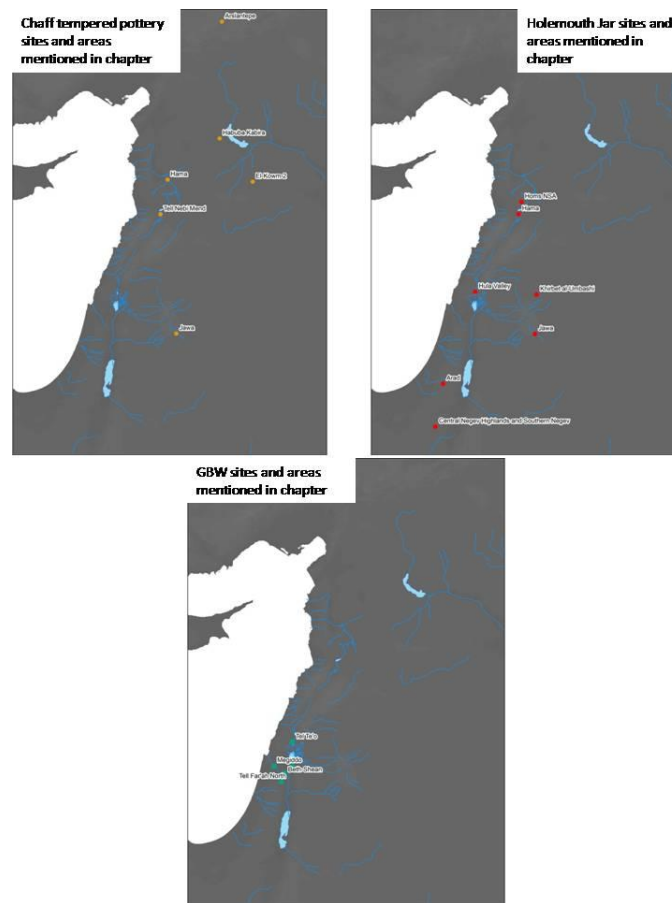 Chaff tempered pottery
sites and areas
mentioned in chapter
Arslantepe
Habuba Kabira
Hama
El Kowm 2
Tell Nebi Mend
Jawa
Holemouth Jar sites and
areas mentioned in
chapter
Homs NSA
Hama
Hula Valley
Khirbet al Umbashi
Jawa
Arad
Central Negev Highlands and Southern Negev
GBW sites and areas
mentioned in chapter
Tel Te'o
Megiddo
Beth Shean
Tell Far'ah North